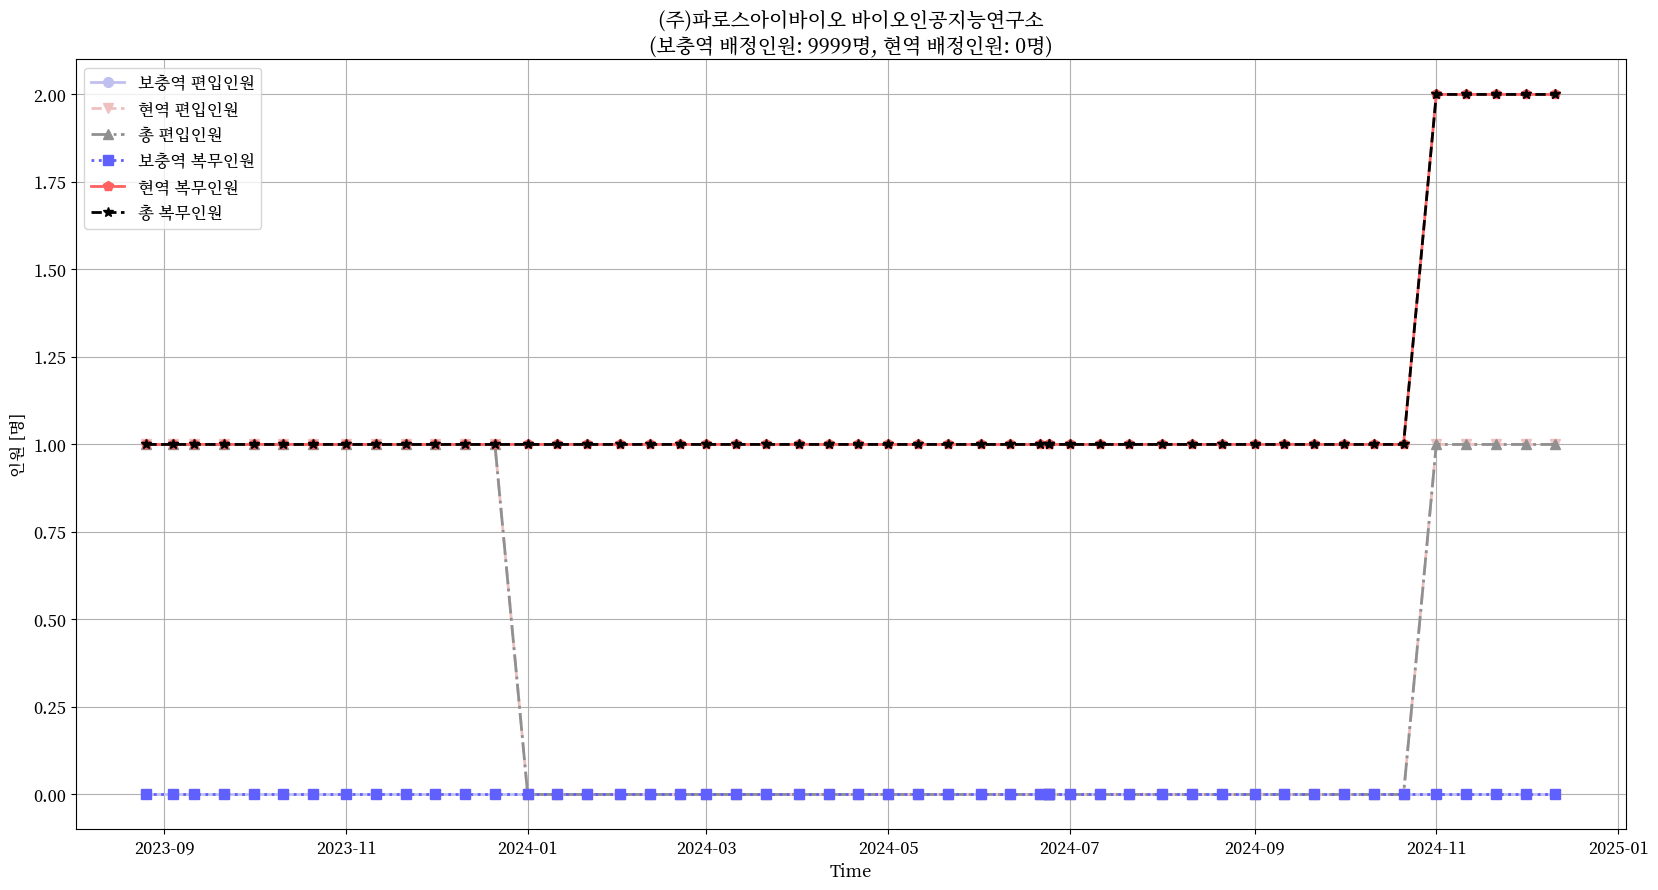 (주)파로스아이바이오 바이오인공지능연구소
(보충역 배정인원: 9999명, 현역 배정인원: 0명)
보충역 편입인원
현역 편입인원
총 편입인원
보충역 복무인원
현역 복무인원
총 복무인원
2.00
1.75
1.50
1.25
1.00
0.75
0.50
0.25
0.00
인원 [명]
2023-09 2023-11 2024-01 2024-03 2024-05 2024-07 2024-09 2024-11 2025-01
Time